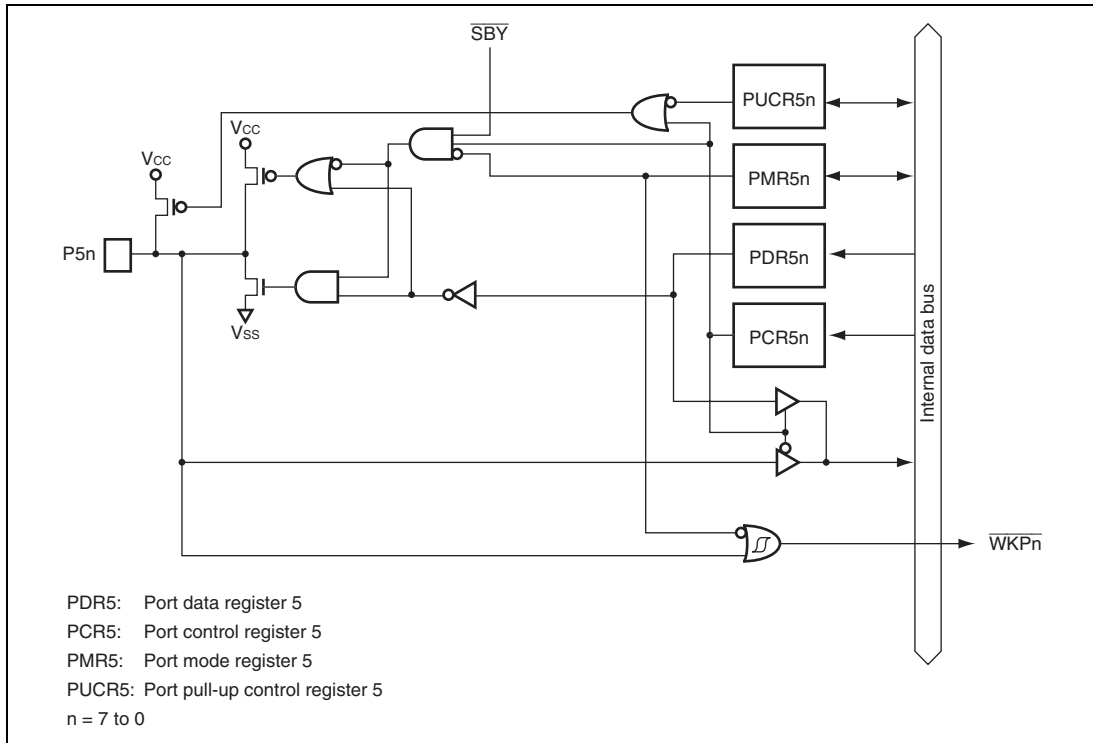 SBY
PUCR5n
VCC
VCC
PMR5n
P5n
PDR5n
VSS
PCR5n
Internal data bus
WKPn
PDR5: Port data register 5
PCR5: Port control register 5
PMR5: Port mode register 5
PUCR5: Port pull-up control register 5
n = 7 to 0